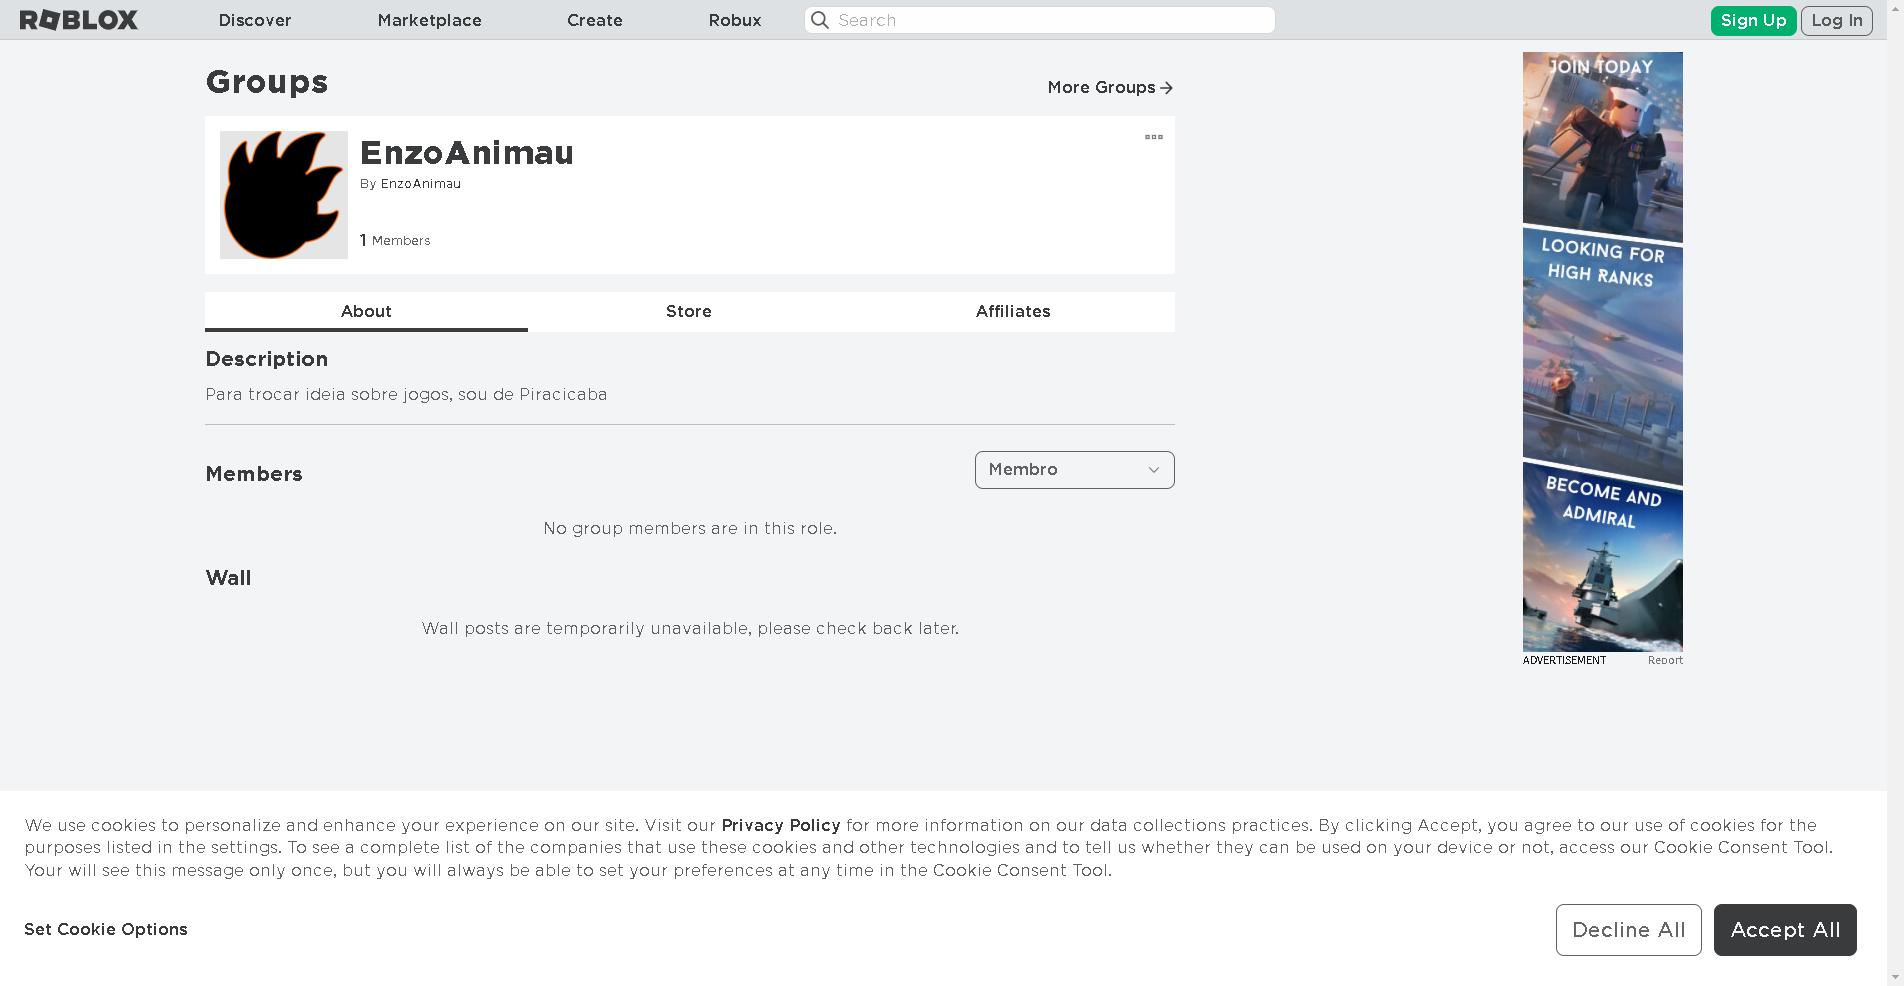 ROBLOX Discover Marketplace Create Robux Search Sign Up Log In
Groups
More Groups
EnzoAnimau
By EnzoAnimau
1 Members
About Store Affiliates
Description
Para trocar ideia sobre jogos, sou de Piracicaba
Members
Membro
No group members are in this role.
Wall
Wall posts are temporarily unavailable, please check back later.
JOIN TODAY
LOOKING FOR
HIGH RANKS
BECOME AND
ADMIRAL
ADVERTISEMENT Report
We use cookies to personalize and enhance your experience on our site. Visit our Privacy Policy for more information on our data collections practices. By clicking Accept, you agree to our use of cookies for the
purposes listed in the settings. To see a complete list of the companies that use these cookies and other technologies and to tell us whether they can be used on your device or not, access our Cookie Consent Tool.
Your will see this message only once, but you will always be able to set your preferences at any time in the Cookie Consent Tool.
Set Cookie Options
Decline All
Accept All